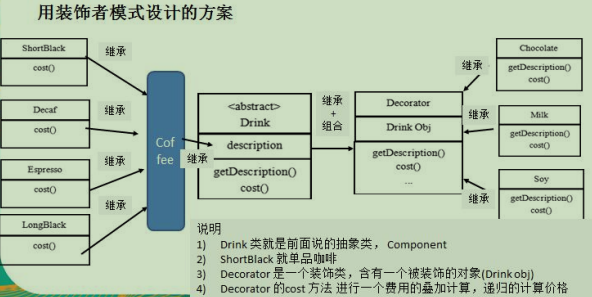 用装饰者模式设计的方案
ShortBlack
cost()
继承
Decaf
cost()
继承
Espresso
cost()
继承
LongBlack
cost()
继承
Cof
fee
继承
<abstract>
Drink
description
getDescription()
cost()
继承
+
组合
Decorator
Drink Obj
getDescription()
cost()
...
继承
Chocolate
getDescription()
cost()
继承
Milk
getDescription()
cost()
继承
Soy
getDescription()
cost()
说明
1) Drink 类就是前面说的抽象类， Component
2) ShortBlack 就单品咖啡
3) Decorator 是一个装饰类，含有一个被装饰的对象(Drink obj)
4) Decorator 的cost 方法 进行一个费用的叠加计算，递归的计算价格